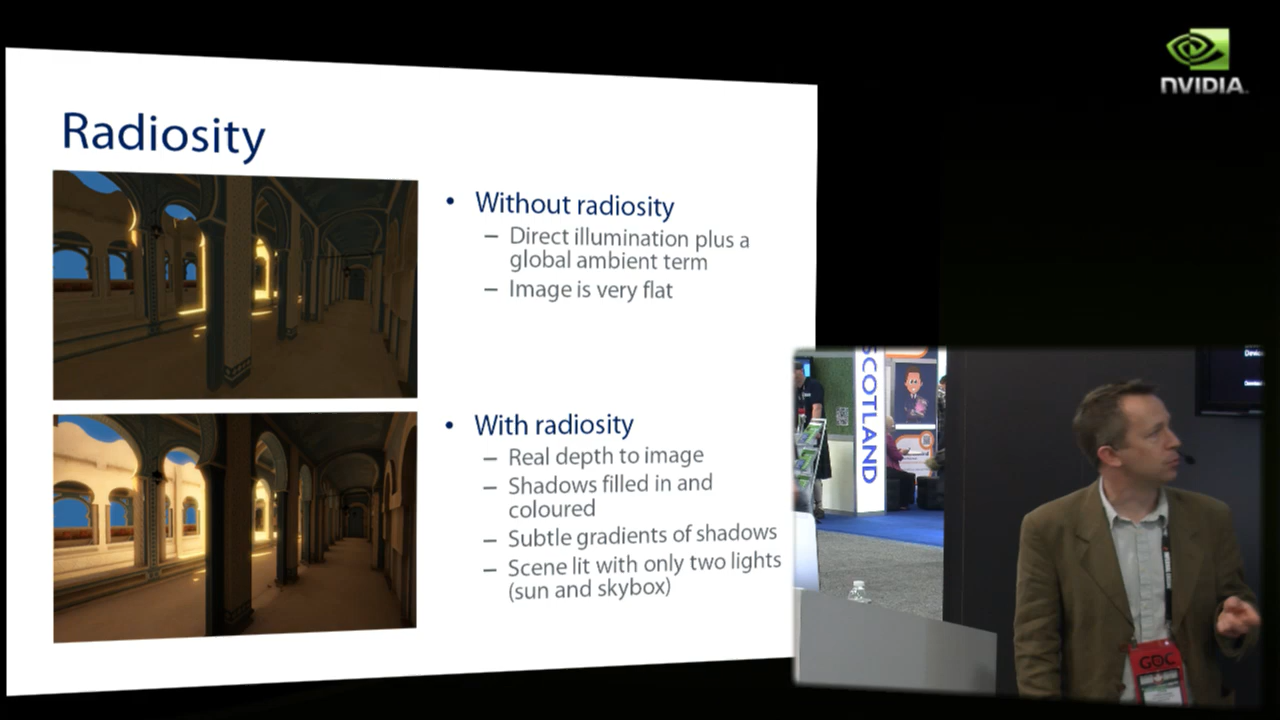 NVIDIA
Radiosity
• Without radiosity
– Direct illumination plus a
global ambient term
– Image is very flat
• With radiosity
– Real depth to image
– Shadows filled in and
coloured
– Subtle gradients of shadows
– Scene lit with only two lights
(sun and skybox)
SCOTLAND
GDC